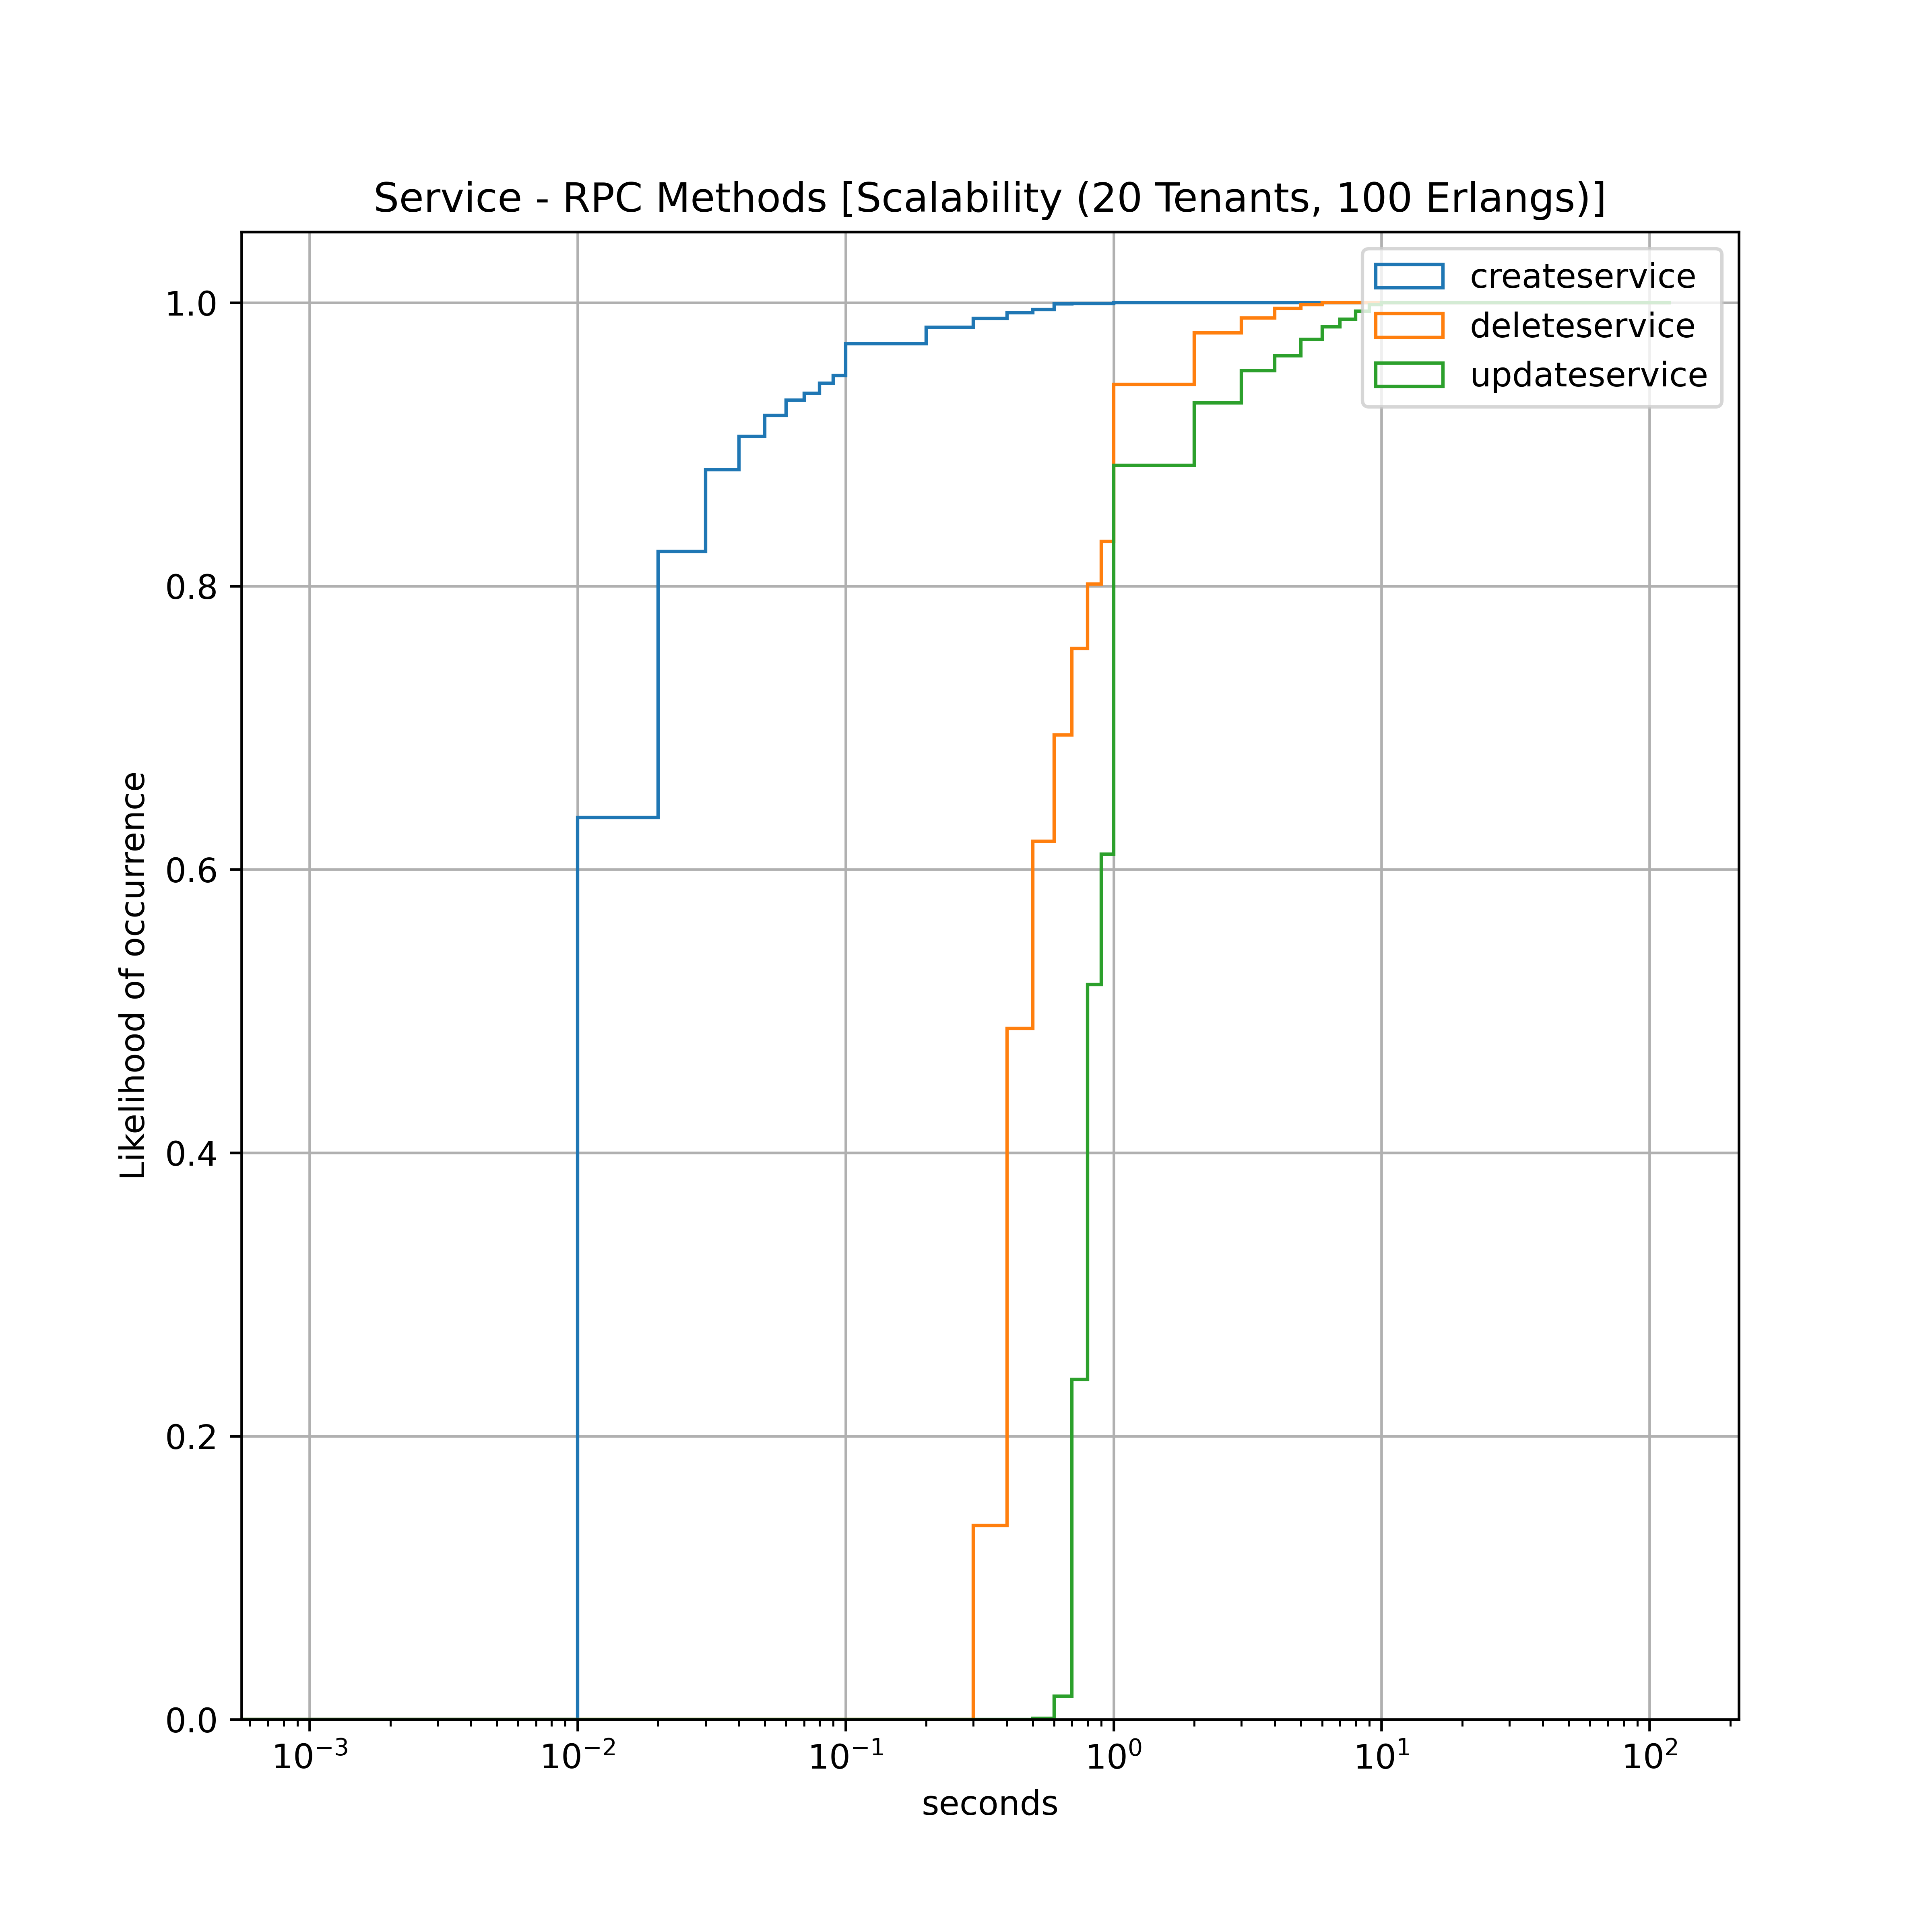 Service - RPC Methods [Scalability (20 Tenants, 100 Erlangs)]
createservice
deleteservice
updateservice
1.0
0.8
0.6
0.4
0.2
0.0
Likelihood of occurrence
10⁻³ 10⁻² 10⁻¹ 10⁰ 10¹ 10²
seconds